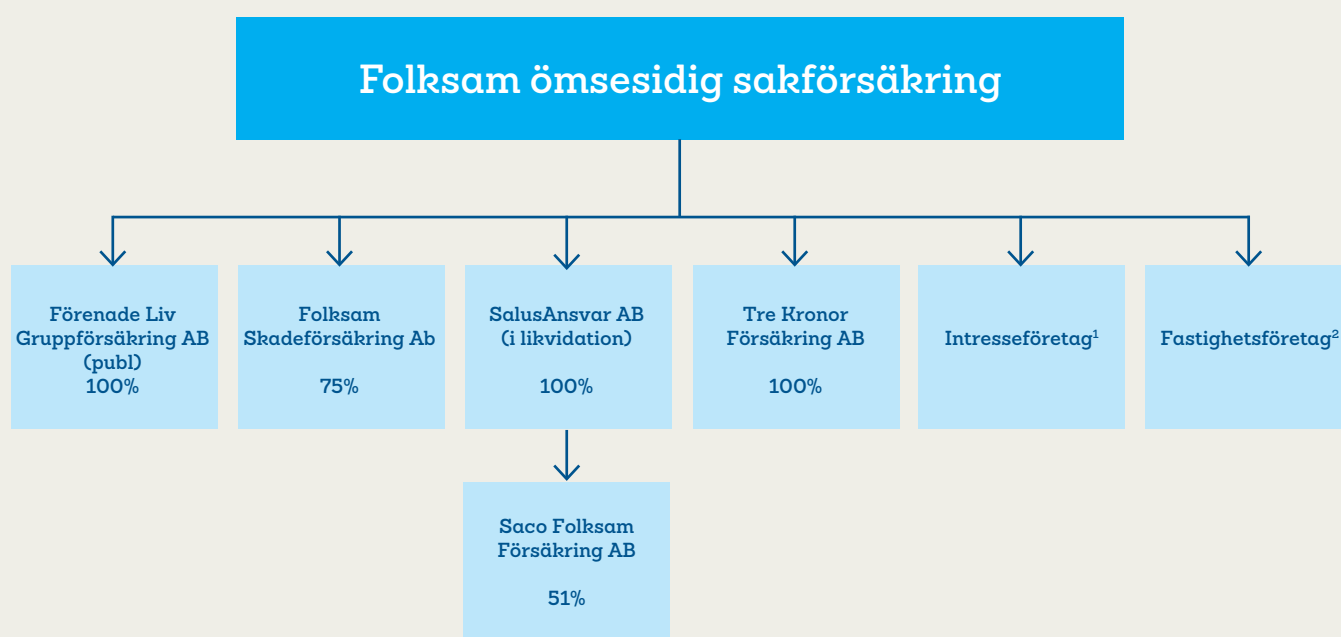 Folksam ömsesidig sakförsäkring
Förenade Liv
Gruppförsäkring AB
(publ)
100%
Folksam
Skadeförsäkring Ab
75%
SalusAnsvar AB
(i likvidation)
100%
Tre Kronor
Försäkring AB
100%
Intresseföretag¹
Fastighetsföretag²
Saco Folksam
Försäkring AB
51%